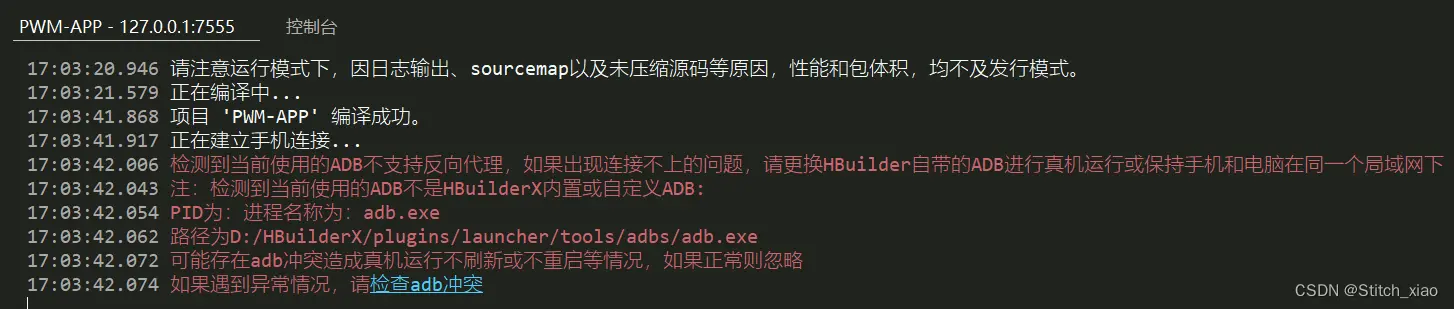 PWM-APP - 127.0.0.1:7555 控制台
17:03:20.946 请注意运行模式下，因日志输出、sourcemap以及未压缩源码等原因，性能和包体积，均不及发行模式。
17:03:21.579 正在编译中...
17:03:41.868 项目 'PWM-APP' 编译成功。
17:03:41.917 正在建立手机连接...
17:03:42.006 检测到当前使用的ADB不支持反向代理，如果出现连接不上的问题，请更换HBuilder自带的ADB进行真机运行或保持手机和电脑在同一个局域网下
17:03:42.043 注：检测到当前使用的ADB不是HBuilderX内置或自定义ADB:
17:03:42.054 PID为：进程名称为：adb.exe
17:03:42.062 路径为D:/HBuilderX/plugins/launcher/tools/adbs/adb.exe
17:03:42.072 可能存在adb冲突造成真机运行不刷新或不重启等情况，如果正常则忽略
17:03:42.074 如果遇到异常情况，请检查adb冲突
CSDN @Stitch_xiao